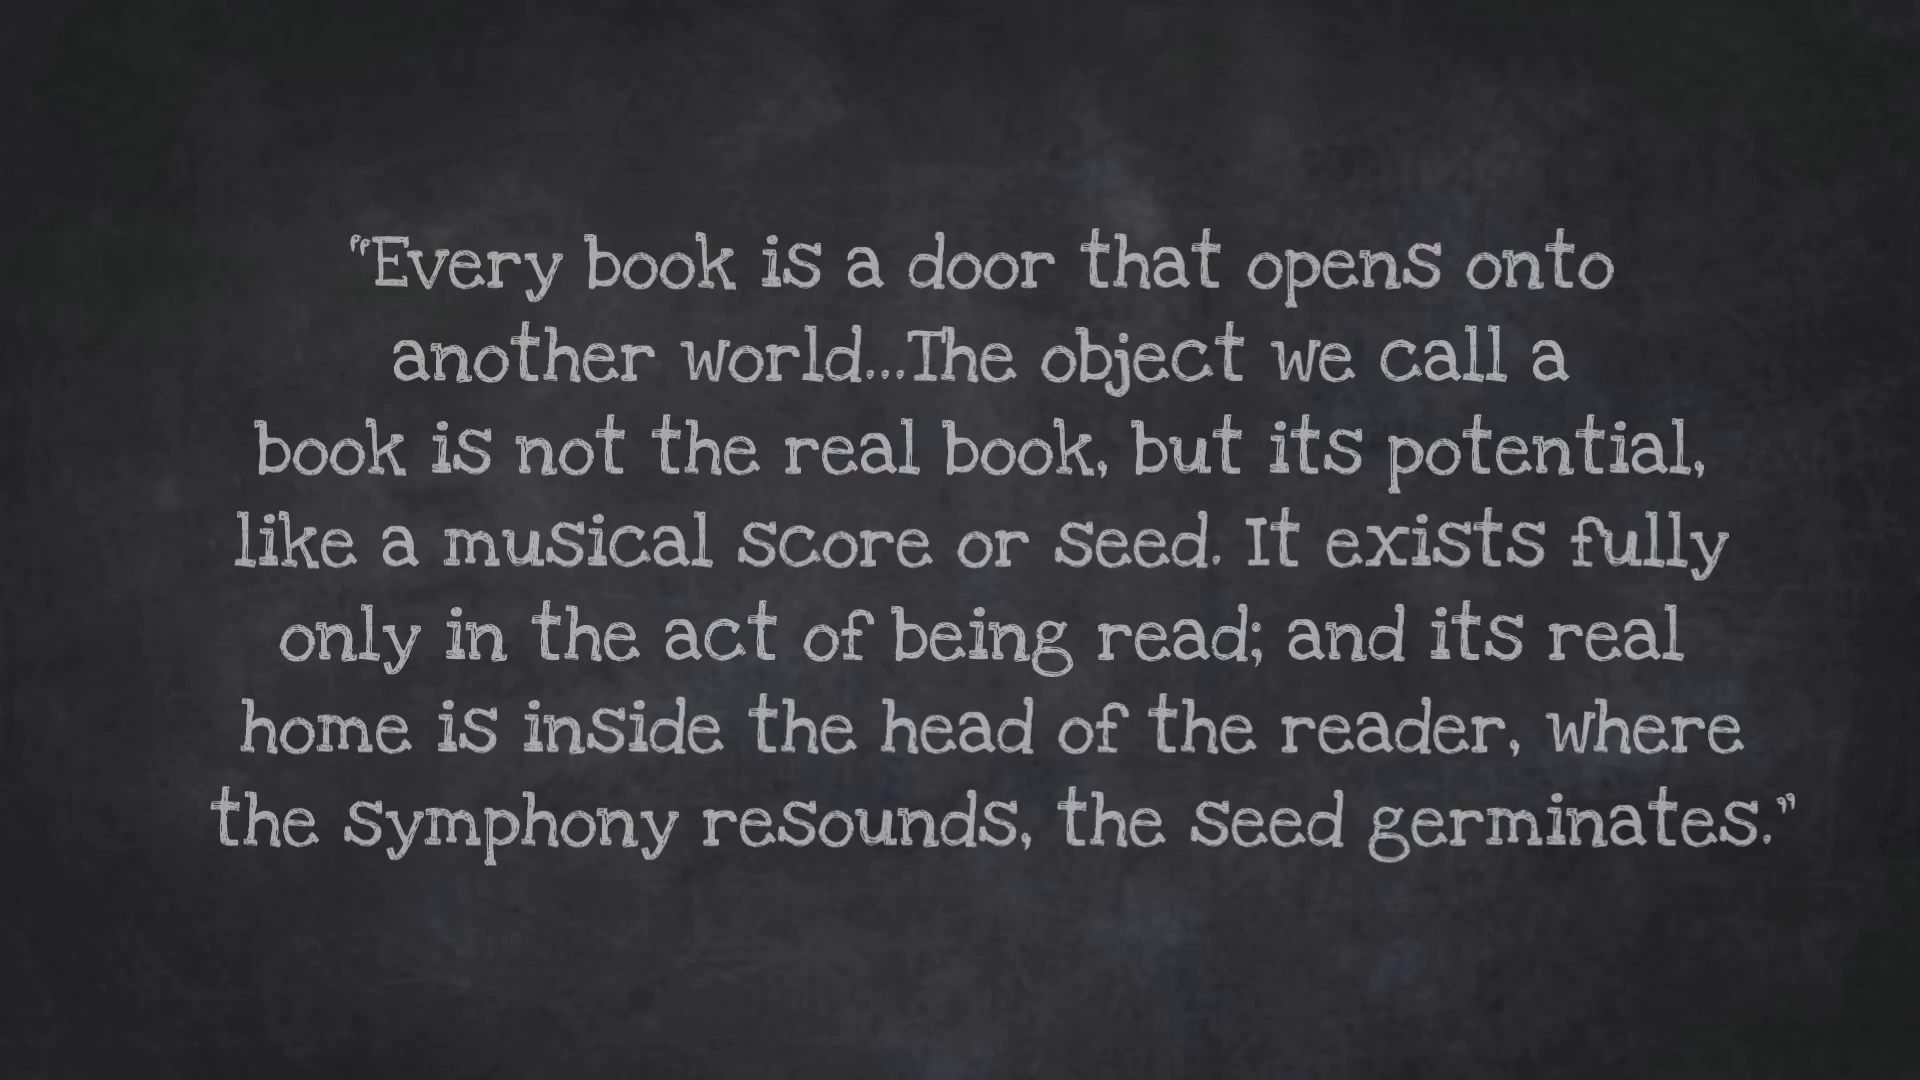 “Every book is a door that opens onto
another world...The object we call a
book is not the real book, but its potential,
like a musical score or seed. It exists fully
only in the act of being read; and its real
home is inside the head of the reader, where
the symphony resounds, the seed germinates.”